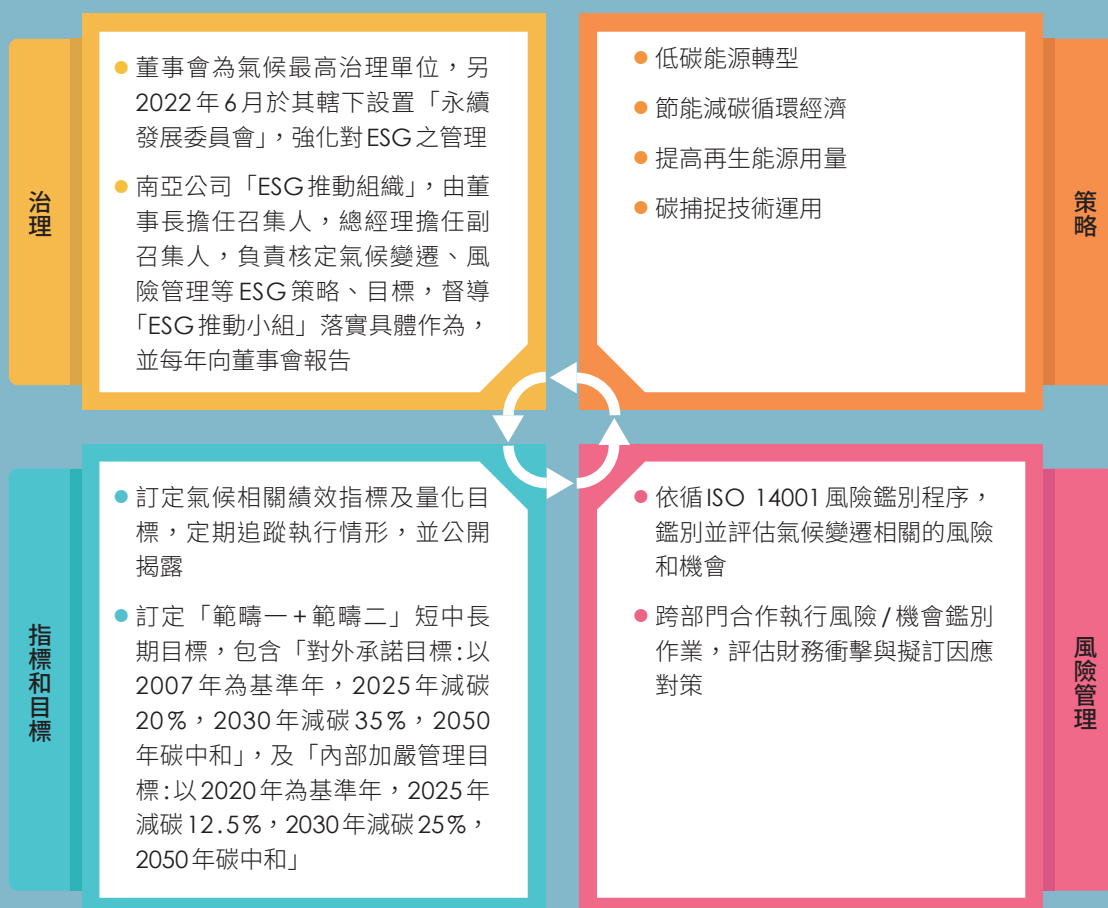 治理
● 董事會為氣候最高治理單位，另
2022年6月於其轄下設置「永續
發展委員會」，強化對ESG之管理
● 南亞公司「ESG推動組織」，由董
事長擔任召集人，總經理擔任副
召集人，負責核定氣候變遷、風
險管理等ESG策略、目標，督導
「ESG推動小組」落實具體作為，
並每年向董事會報告
策略
● 低碳能源轉型
● 節能減碳循環經濟
● 提高再生能源用量
● 碳捕捉技術運用
指標和目標
● 訂定氣候相關績效指標及量化目
標，定期追蹤執行情形，並公開
揭露
● 訂定「範疇一+範疇二」短中長
期目標，包含「對外承諾目標:以
2007年為基準年，2025年減碳
20%，2030年減碳35%，2050
年碳中和」，及「內部加嚴管理目
標:以2020年為基準年，2025年
減碳12.5%，2030年減碳25%，
2050年碳中和」
風險管理
● 依循ISO 14001風險鑑別程序，
鑑別並評估氣候變遷相關的風險
和機會
● 跨部門合作執行風險/機會鑑別
作業，評估財務衝擊與擬訂因應
對策